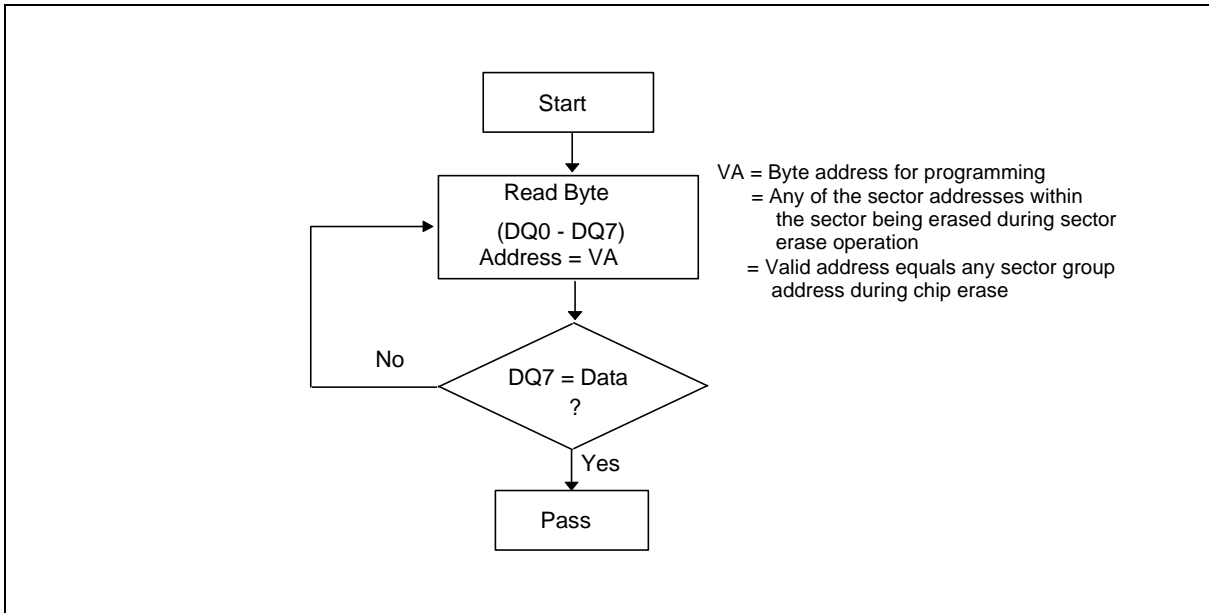 Start
Read Byte
(DQ0 - DQ7)
Address = VA
VA = Byte address for programming
= Any of the sector addresses within
the sector being erased during sector
erase operation
= Valid address equals any sector group
address during chip erase
No
DQ7 = Data
?
Yes
Pass